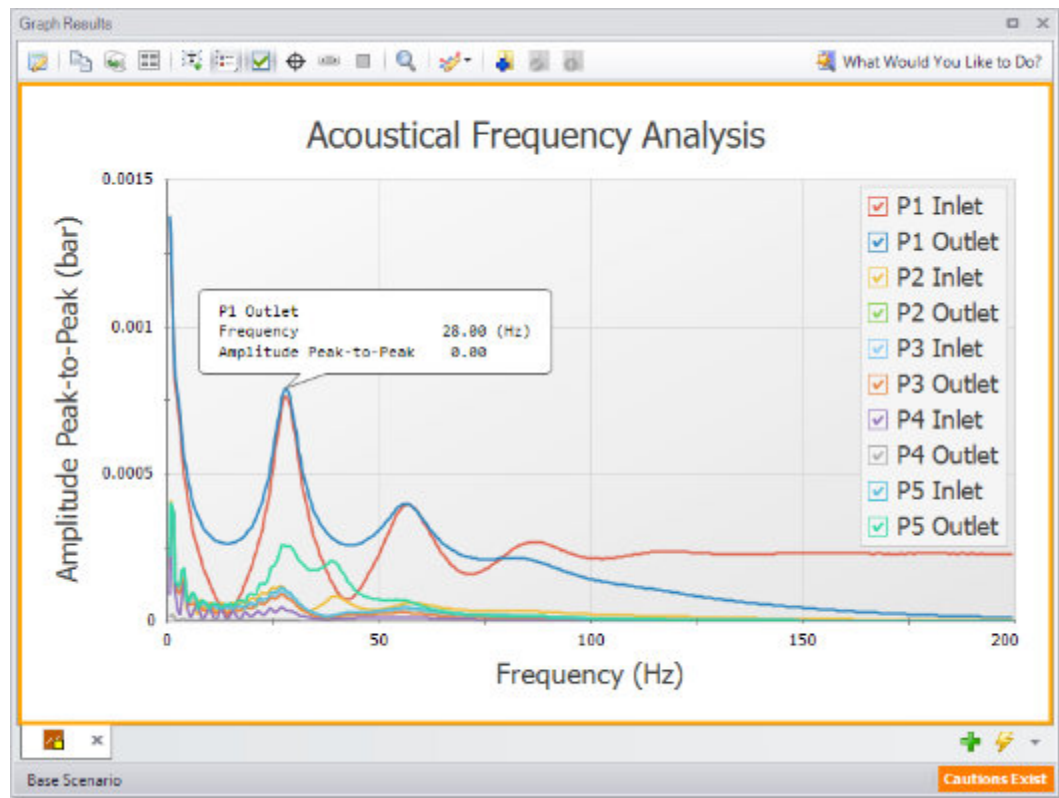 Graph Results
What Would You Like to Do?
Acoustical Frequency Analysis
Amplitude Peak-to-Peak (bar)
0.0015
0.001
0.0005
0
P1 Outlet
Frequency 28.00 (Hz)
Amplitude Peak-to-Peak 0.00
P1 Inlet
P1 Outlet
P2 Inlet
P2 Outlet
P3 Inlet
P3 Outlet
P4 Inlet
P4 Outlet
P5 Inlet
P5 Outlet
0 50 100 150 200
Frequency (Hz)
Base Scenario
Cautions Exist